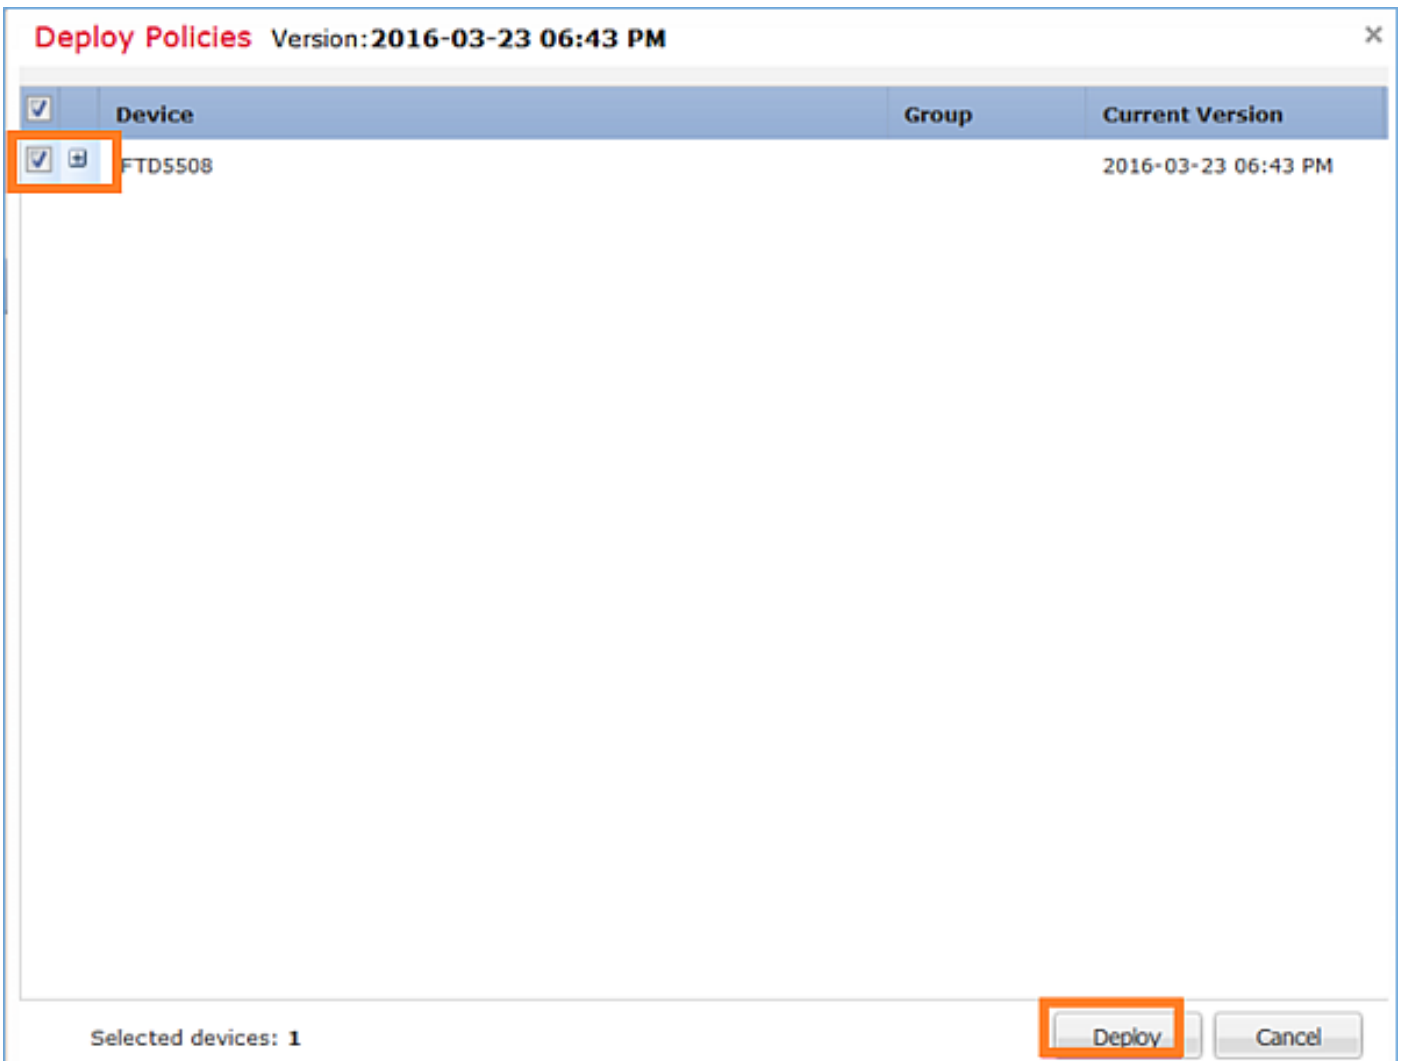 Deploy Policies Version:2016-03-23 06:43 PM
Device Group Current Version
FTD5508 2016-03-23 06:43 PM
Selected devices: 1
Deploy Cancel